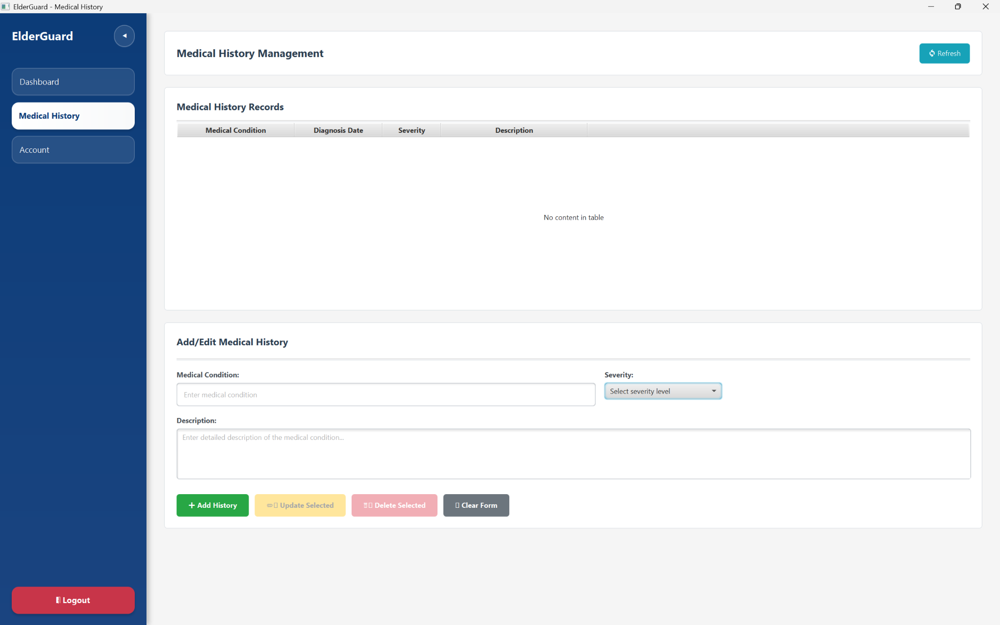 ElderGuard - Medical History
ElderGuard
Dashboard
Medical History
Account
Logout
Medical History Management
Refresh
Medical History Records
Medical Condition Diagnosis Date Severity Description
No content in table
Add/Edit Medical History
Medical Condition: Severity:
Enter medical condition Select severity level
Description:
Enter detailed description of the medical condition...
+ Add History Update Selected Delete Selected Clear Form